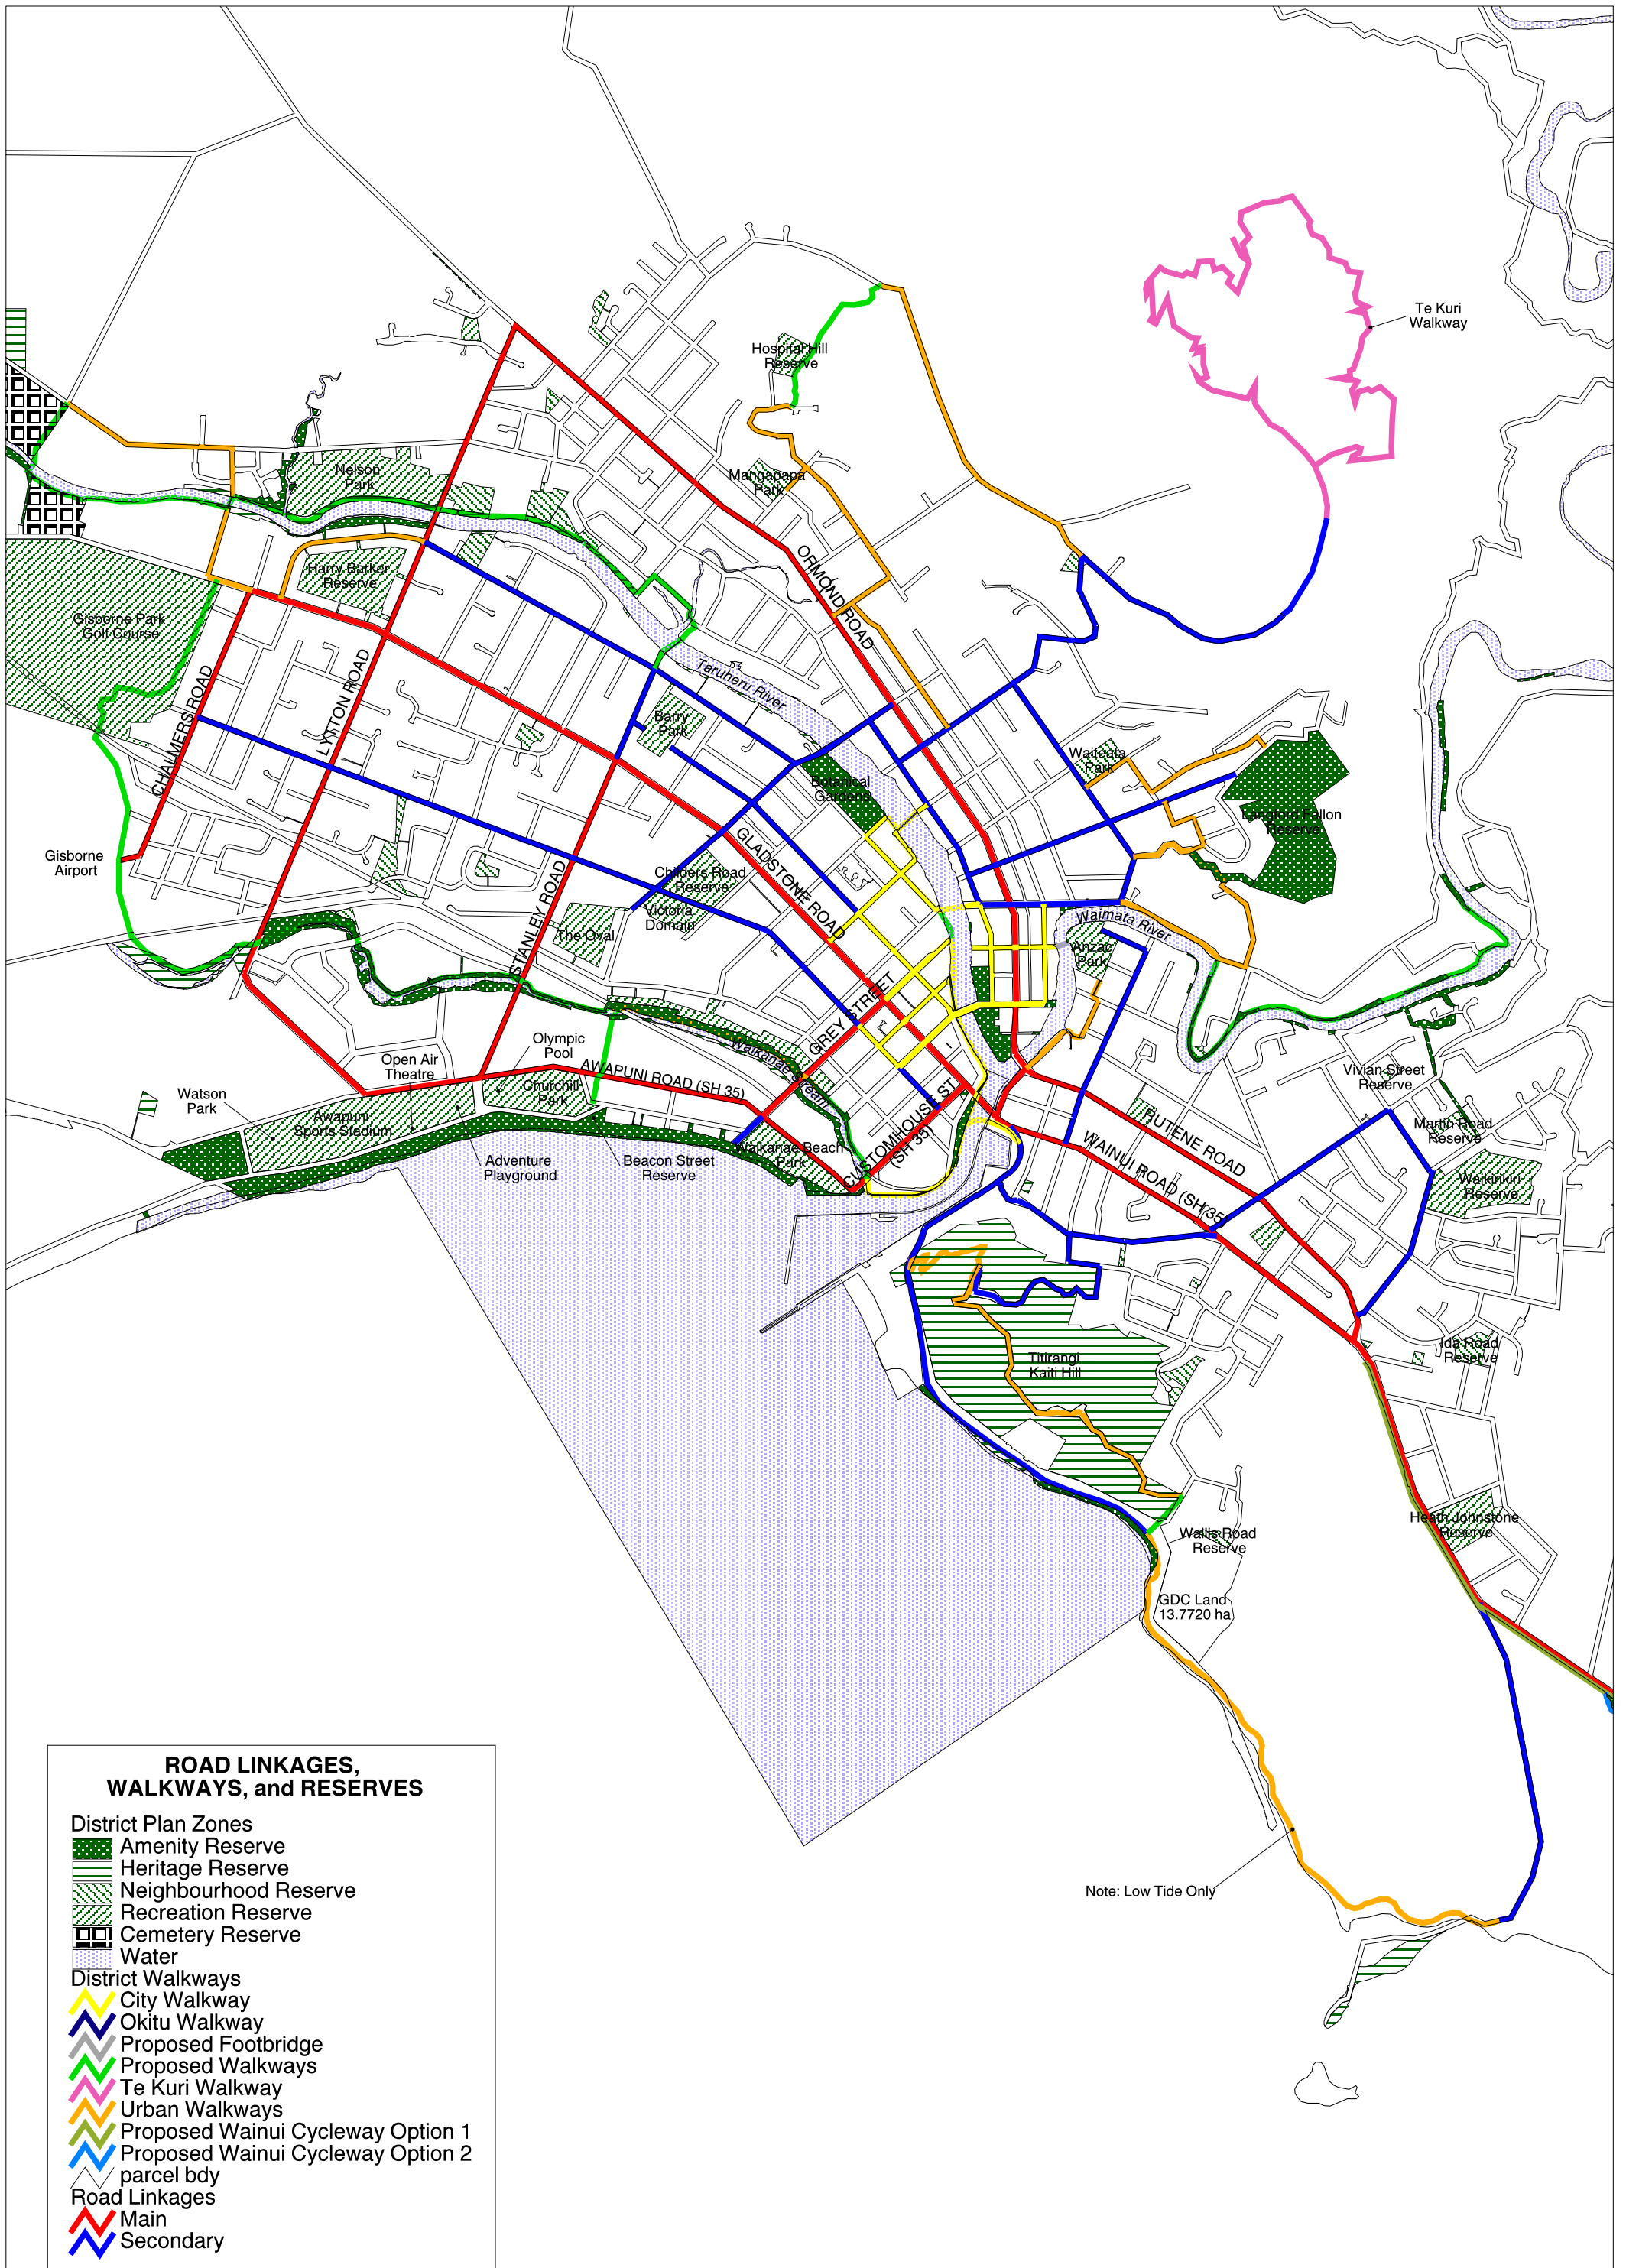 Te Kuri
Walkway
Hospital Hill
Reserve
Nelson
Park
Mangapapa
Park
ORMOND ROAD
Harry Barker
Reserve
Gisborne Park
Golf Course
Taruheru River
CHALMERS ROAD
LYTTON ROAD
Barry
Park
Waiteata
Park
Botanical
Gardens
Langford Fallon
Reserve
Gisborne
Airport
GLADSTONE ROAD
Childers Road
Reserve
Victoria
Domain
STANLEY ROAD
The Oval
Waimata River
Anzac
Park
GREY STREET
Olympic
Pool
Open Air
Theatre
Waikanae Stream
AWAPUNI ROAD (SH 35)
Churchill
Park
Watson
Park
Awapuni
Sports Stadium
CUSTOMHOUSE ST
(SH 35)
Vivian Street
Reserve
RUTENE ROAD
Martin Road
Reserve
WAINUI ROAD (SH 35)
Waikanae Beach
Park
Adventure
Playground
Beacon Street
Reserve
Waikirikiri
Reserve
Titirangi
Kaiti Hill
Ida Road
Reserve
Heath Johnstone
Reserve
Wallis Road
Reserve
GDC Land
13.7720 ha
Note: Low Tide Only
ROAD LINKAGES,
WALKWAYS, and RESERVES
District Plan Zones
Amenity Reserve
Heritage Reserve
Neighbourhood Reserve
Recreation Reserve
Cemetery Reserve
Water
District Walkways
City Walkway
Okitu Walkway
Proposed Footbridge
Proposed Walkways
Te Kuri Walkway
Urban Walkways
Proposed Wainui Cycleway Option 1
Proposed Wainui Cycleway Option 2
parcel bdy
Road Linkages
Main
Secondary